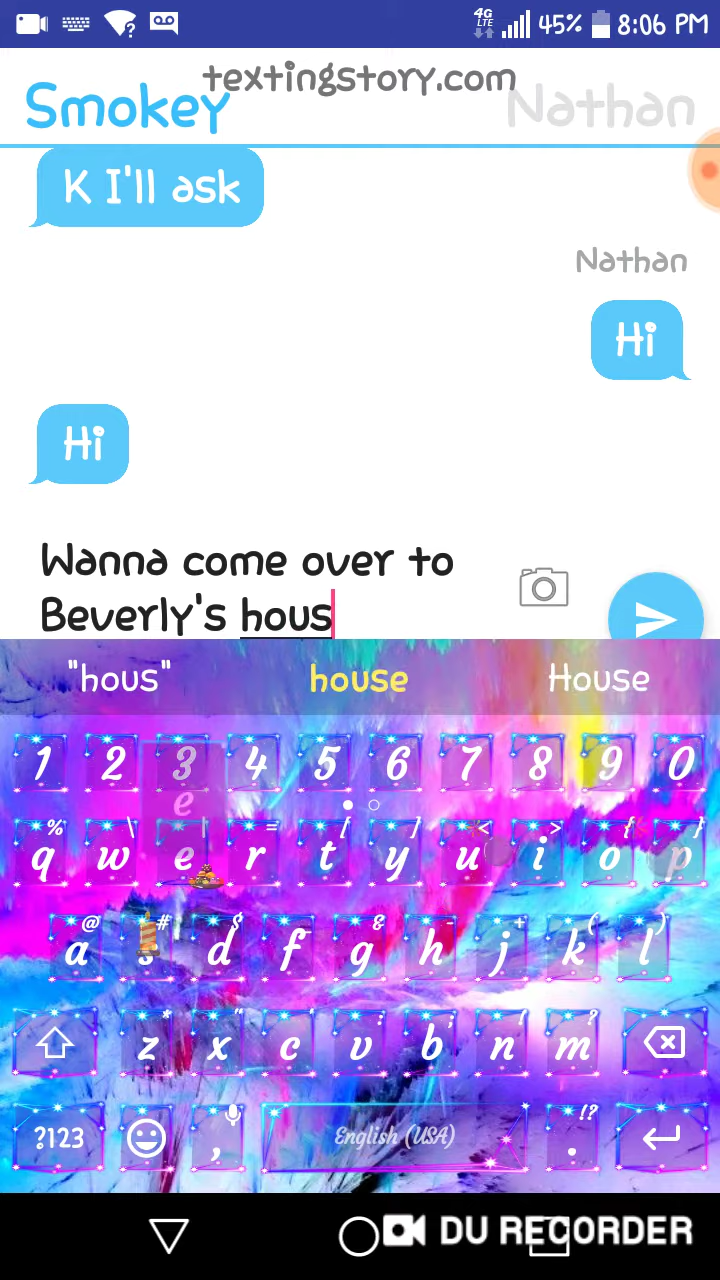 45% 8:06 PM
4G LTE
textingstory.com
Smokey Nathan
K I'll ask
Nathan
Hi
Hi
Wanna come over to
Beverly's hous
"hous" house House
1 2 3 4 5 6 7 8 9 0
e
% \ | = [ ] < > { }
q w e r t y u i o p
@ # $ & + ( )
a s d f g h j k l
* " : ; ! ?
z x c v b n m
?123 , English (USA) . !?
DU RECORDER